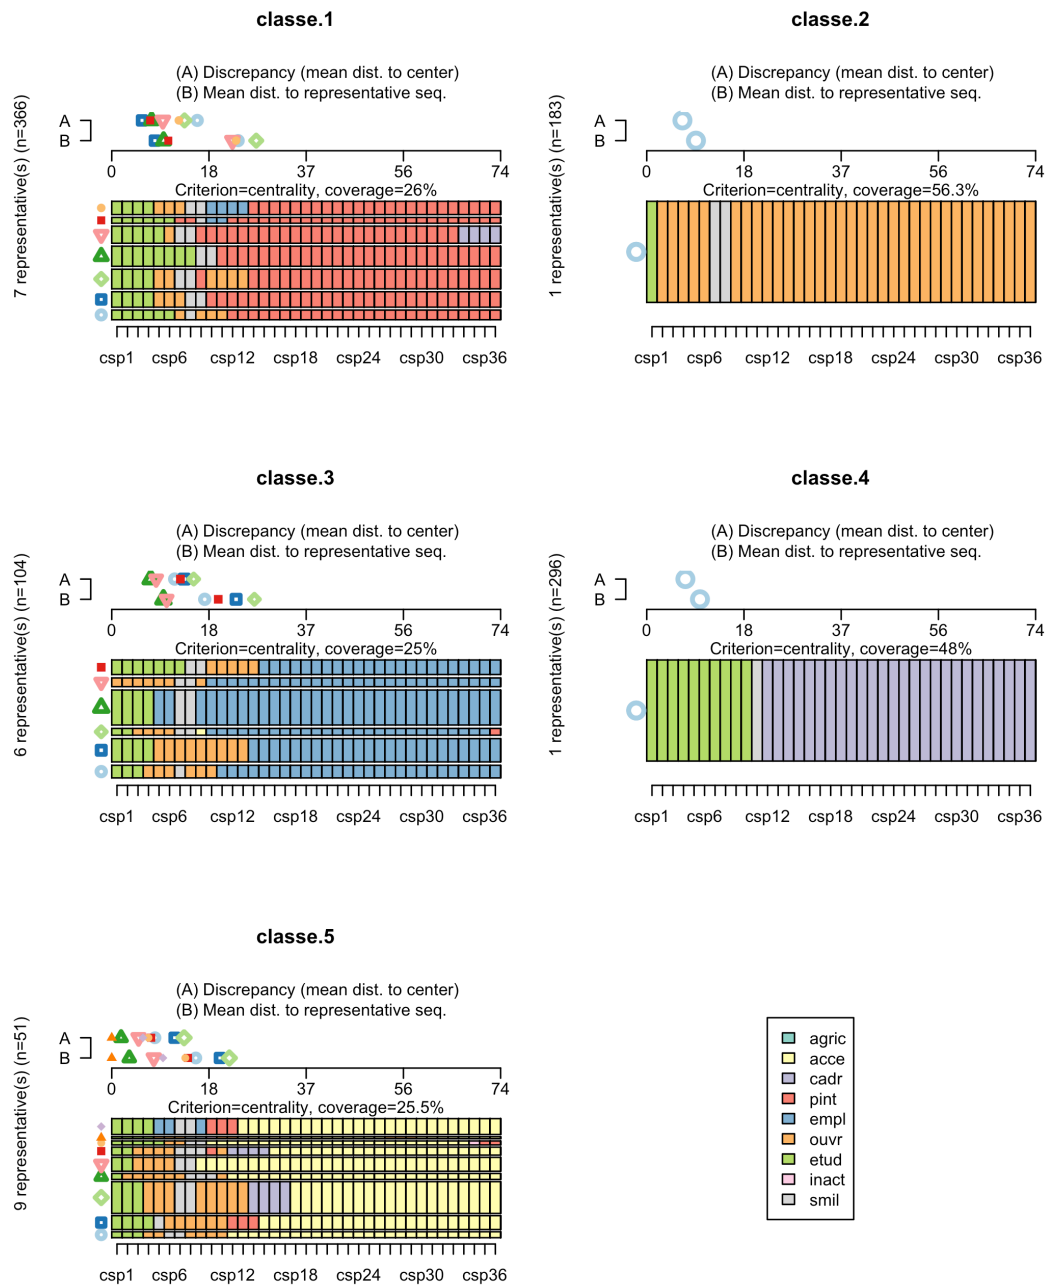 classe.1
(A) Discrepancy (mean dist. to center)
(B) Mean dist. to representative seq.
7 representative(s) (n=366)
A
B
0 18 37 56 74
Criterion=centrality, coverage=26%
csp1 csp6 csp12 csp18 csp24 csp30 csp36
classe.2
(A) Discrepancy (mean dist. to center)
(B) Mean dist. to representative seq.
1 representative(s) (n=183)
A
B
0 18 37 56 74
Criterion=centrality, coverage=56.3%
csp1 csp6 csp12 csp18 csp24 csp30 csp36
classe.3
(A) Discrepancy (mean dist. to center)
(B) Mean dist. to representative seq.
6 representative(s) (n=104)
A
B
0 18 37 56 74
Criterion=centrality, coverage=25%
csp1 csp6 csp12 csp18 csp24 csp30 csp36
classe.4
(A) Discrepancy (mean dist. to center)
(B) Mean dist. to representative seq.
1 representative(s) (n=296)
A
B
0 18 37 56 74
Criterion=centrality, coverage=48%
csp1 csp6 csp12 csp18 csp24 csp30 csp36
classe.5
(A) Discrepancy (mean dist. to center)
(B) Mean dist. to representative seq.
9 representative(s) (n=51)
A
B
0 18 37 56 74
Criterion=centrality, coverage=25.5%
csp1 csp6 csp12 csp18 csp24 csp30 csp36
agric
acce
cadr
pint
empl
ouvr
etud
inact
smil